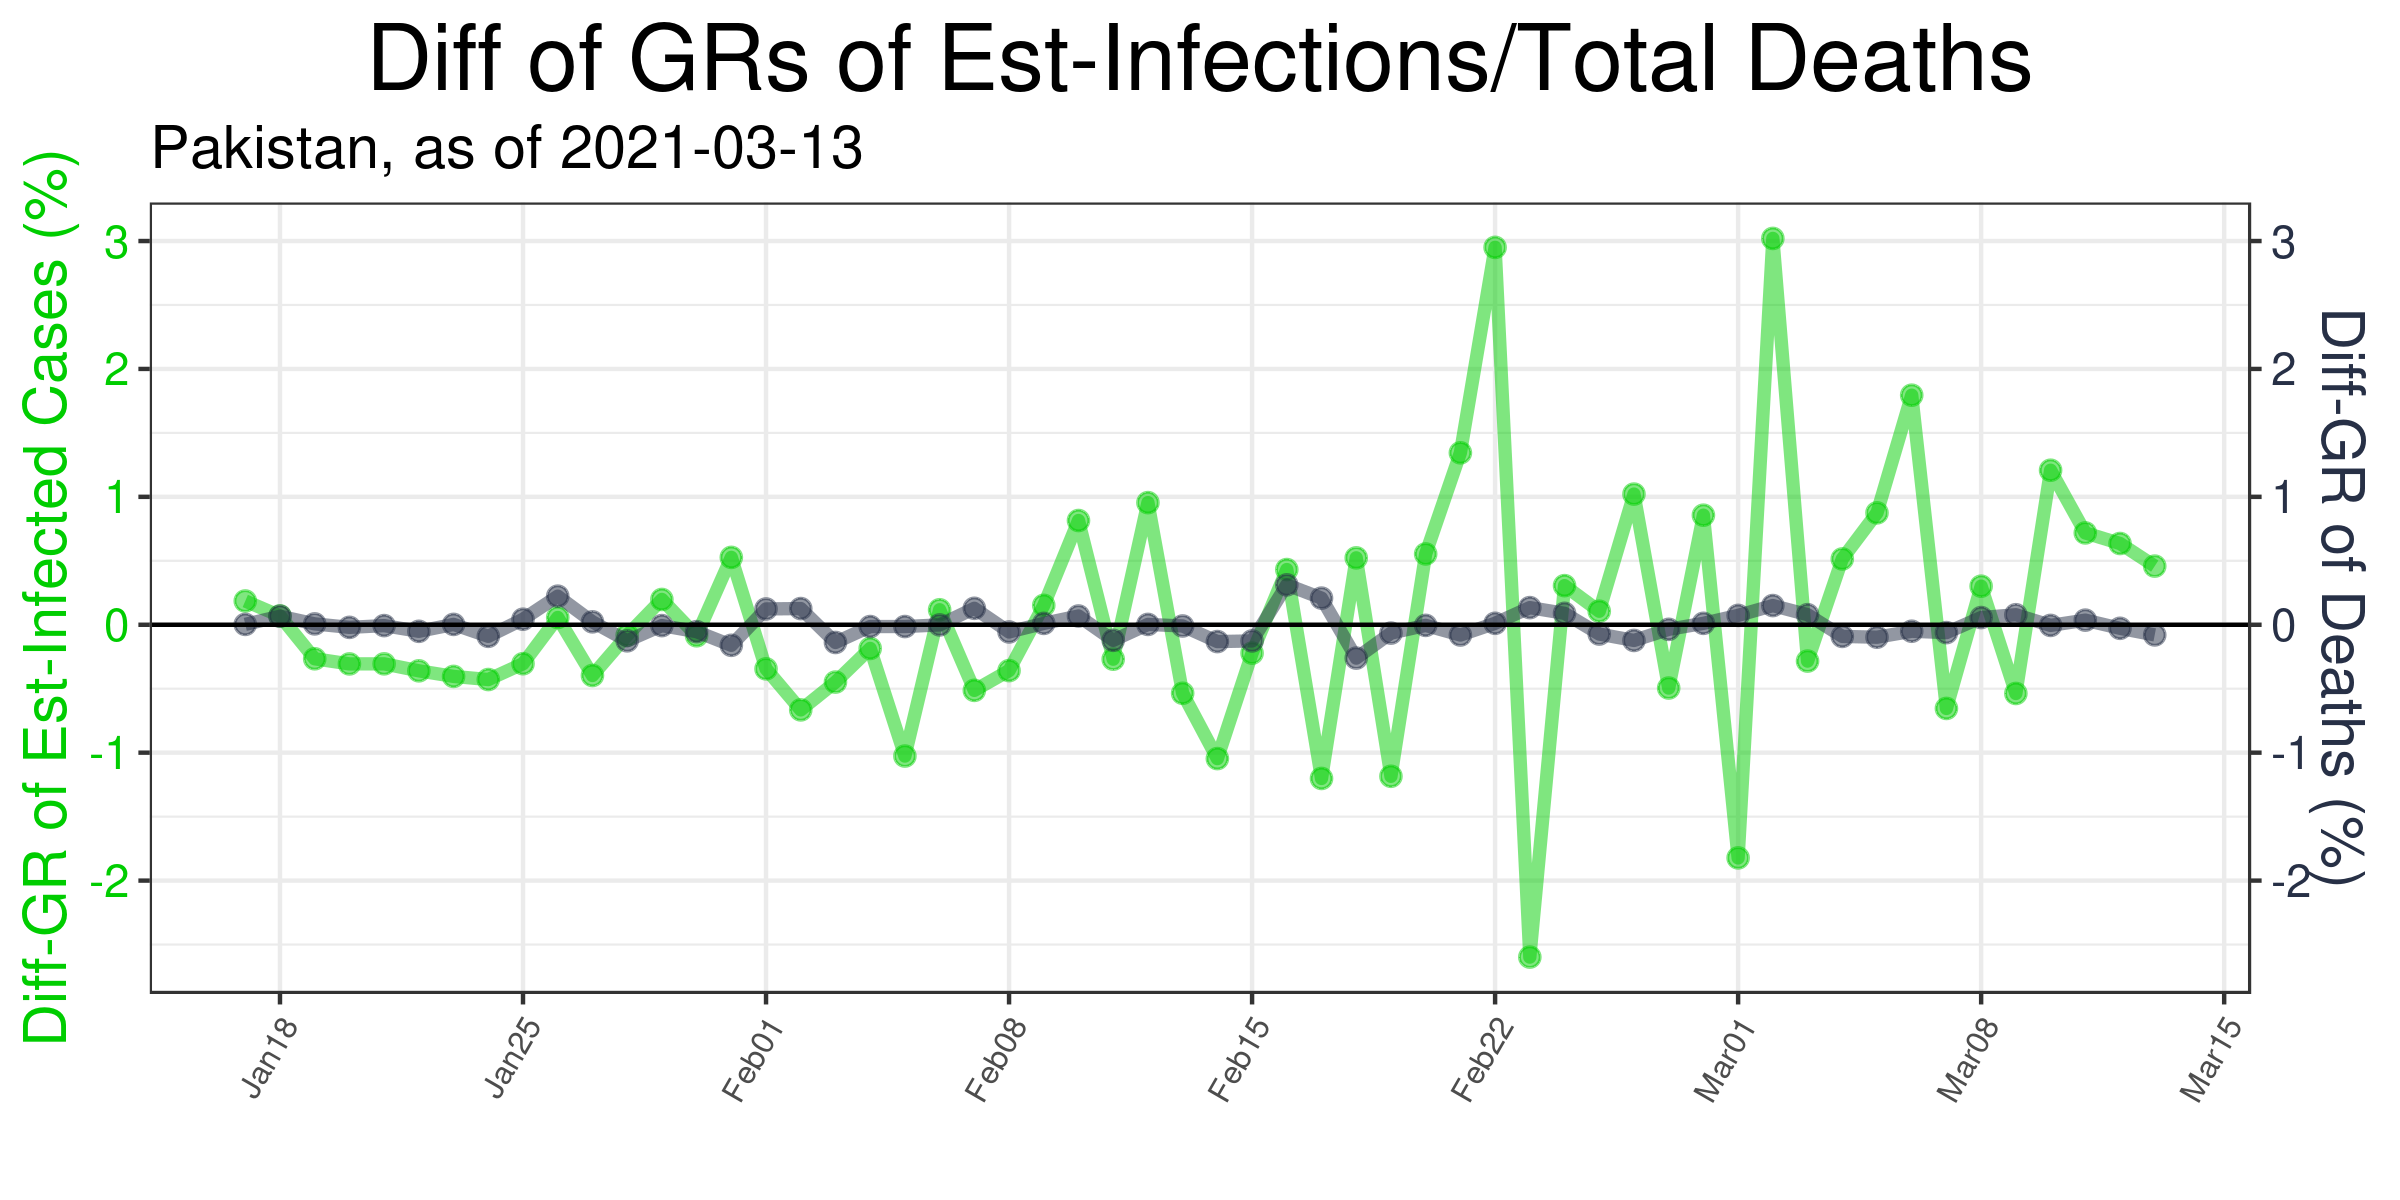 Diff of GRs of Est-Infections/Total Deaths
Pakistan, as of 2021-03-13
Diff-GR of Est-Infected Cases (%)
3
2
1
0
-1
-2
3
2
1
0
-1
-2
Diff-GR of Deaths (%)
Jan18
Jan25
Feb01
Feb08
Feb15
Feb22
Mar01
Mar08
Mar15